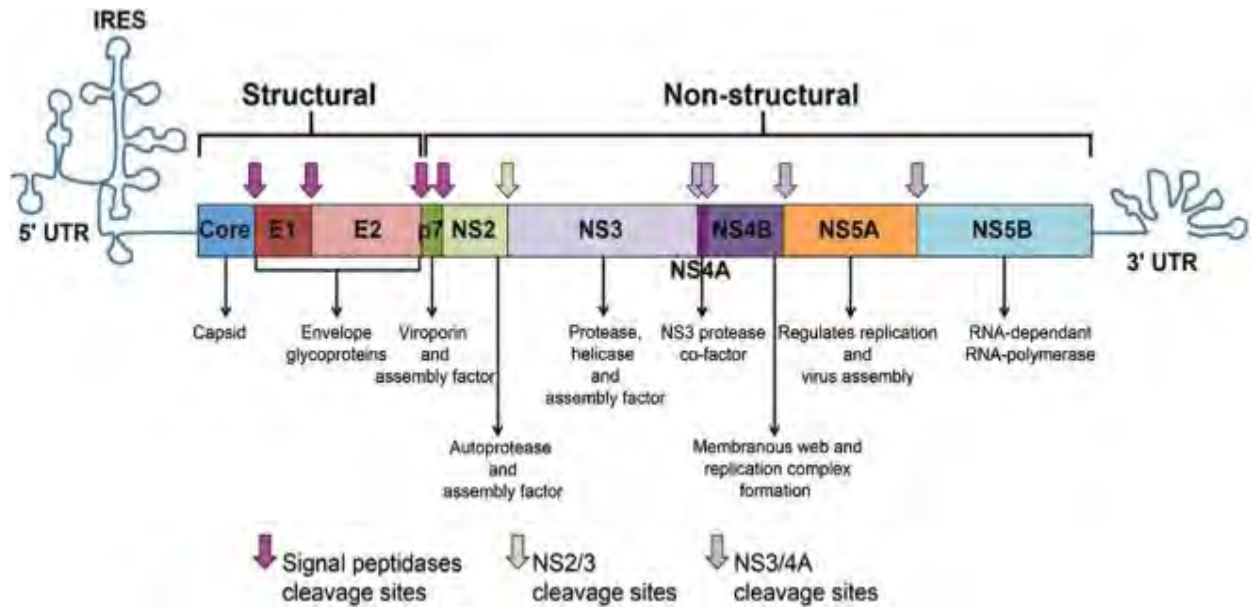 IRES
Structural
Non-structural
5' UTR
Core
E1
E2
p7
NS2
NS3
NS4A
NS4B
NS5A
NS5B
3' UTR
Capsid
Envelope
glycoproteins
Viroporin
and
assembly factor
Autoprotease
and
assembly factor
Protease,
helicase
and
assembly factor
NS3 protease
co-factor
Membranous web and
replication complex
formation
Regulates replication
and
virus assembly
RNA-dependant
RNA-polymerase
Signal peptidases
cleavage sites
NS2/3
cleavage sites
NS3/4A
cleavage sites